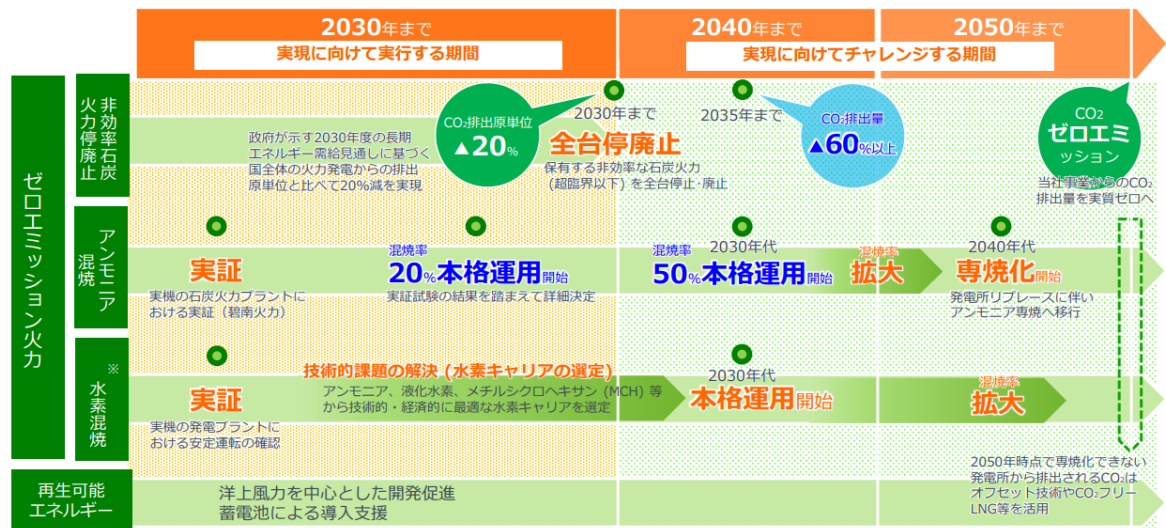 2030年まで
実現に向けて実行する期間
2040年まで
2050年まで
実現に向けてチャレンジする期間
ゼロエミッション火力
非効率石炭
火力停廃止
政府が示す2030年度の長期
エネルギー需給見通しに基づく
国全体の火力発電からの排出
原単位と比べて20%減を実現
CO₂排出原単位
▲20%
2030年まで
全台停廃止
保有する非効率な石炭火力
(超臨界以下) を全台停止・廃止
2035年まで
CO₂排出量
▲60%以上
CO₂
ゼロエミ
ッション
当社事業からのCO₂
排出量を実質ゼロへ
アンモニア
混焼
実証
実機の石炭火力プラントに
おける実証（碧南火力）
混焼率
20%本格運用開始
実証試験の結果を踏まえて詳細決定
2030年代
混焼率
50%本格運用開始
混焼率
拡大
2040年代
専焼化開始
発電所リプレースに伴い
アンモニア専焼へ移行
※
水素混焼
実証
実機の発電プラントに
おける安定運転の確認
技術的課題の解決 (水素キャリアの選定)
アンモニア、液化水素、メチルシクロヘキサン (MCH) 等
から技術的・経済的に最適な水素キャリアを選定
2030年代
本格運用開始
混焼率
拡大
2050年時点で専焼化できない
発電所から排出されるCO₂は
オフセット技術やCO₂フリー
LNG等を活用
再生可能
エネルギー
洋上風力を中心とした開発促進
蓄電池による導入支援